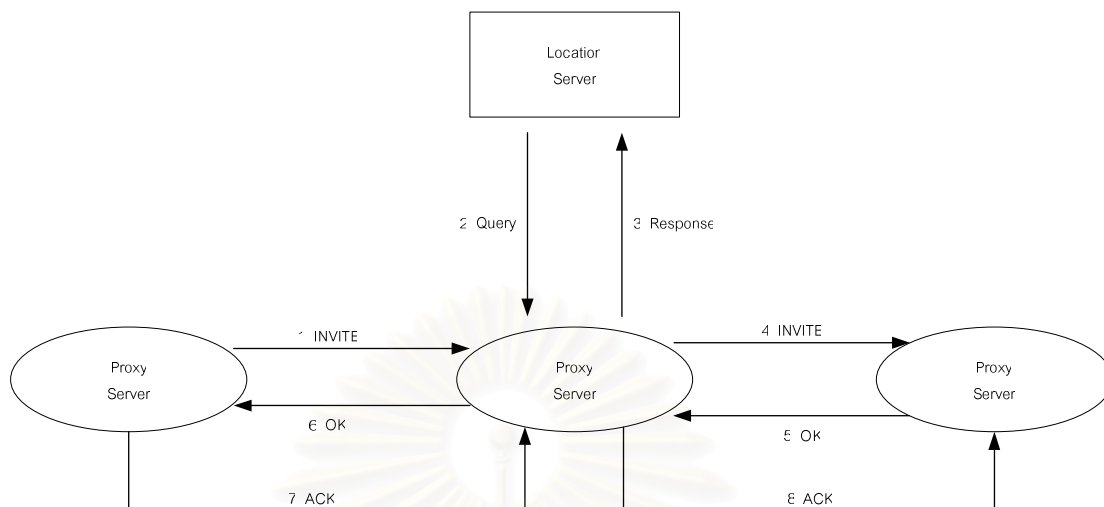 Location
Server
2 Query
3 Response
1 INVITE
4 INVITE
Proxy
Server
Proxy
Server
Proxy
Server
6 OK
5 OK
7 ACK
8 ACK